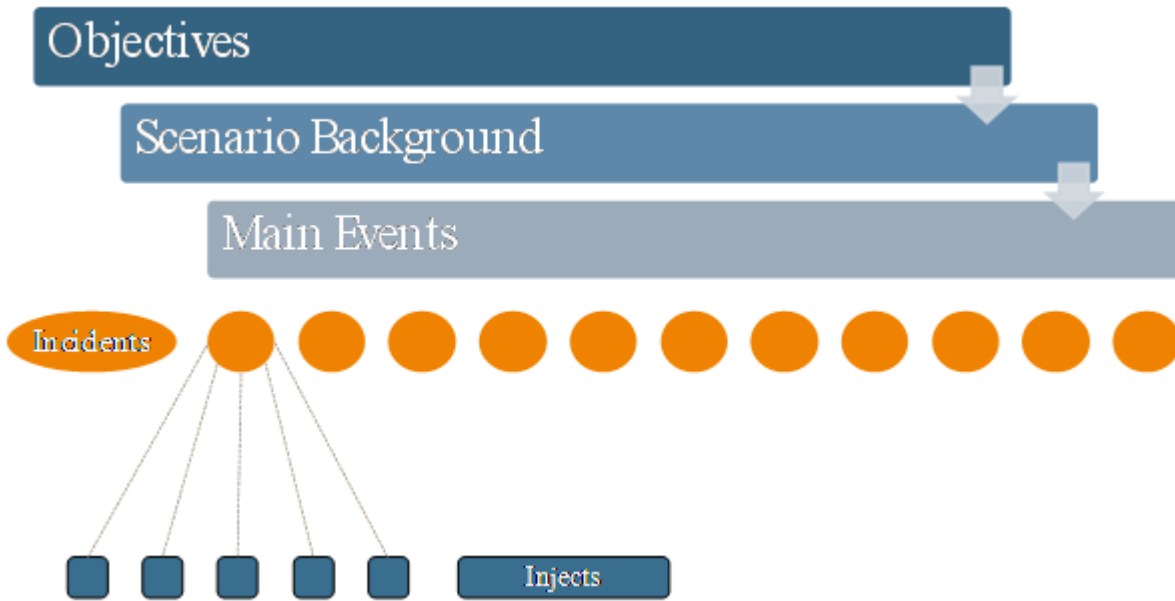 Objectives
Scenario Background
Main Events
Incidents
Injects